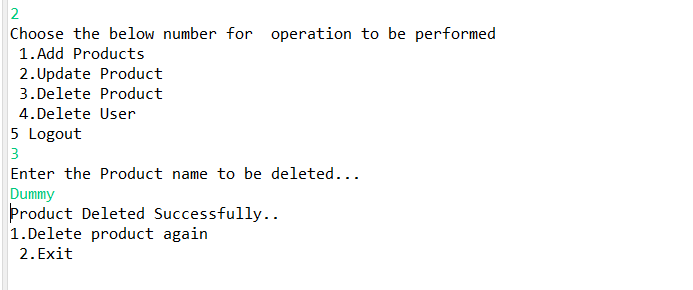 2
Choose the below number for  operation to be performed
 1.Add Products
 2.Update Product
 3.Delete Product
 4.Delete User
5 Logout
3
Enter the Product name to be deleted...
Dummy
Product Deleted Successfully..
1.Delete product again
 2.Exit